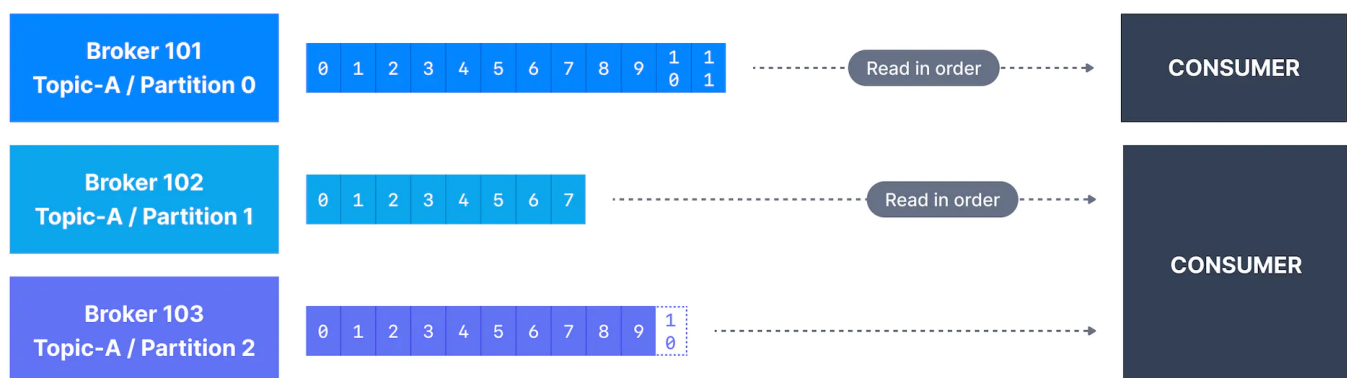 Broker 101
Topic-A / Partition 0
0 1 2 3 4 5 6 7 8 9 10 11
Read in order
CONSUMER
Broker 102
Topic-A / Partition 1
0 1 2 3 4 5 6 7
Read in order
CONSUMER
Broker 103
Topic-A / Partition 2
0 1 2 3 4 5 6 7 8 9 10